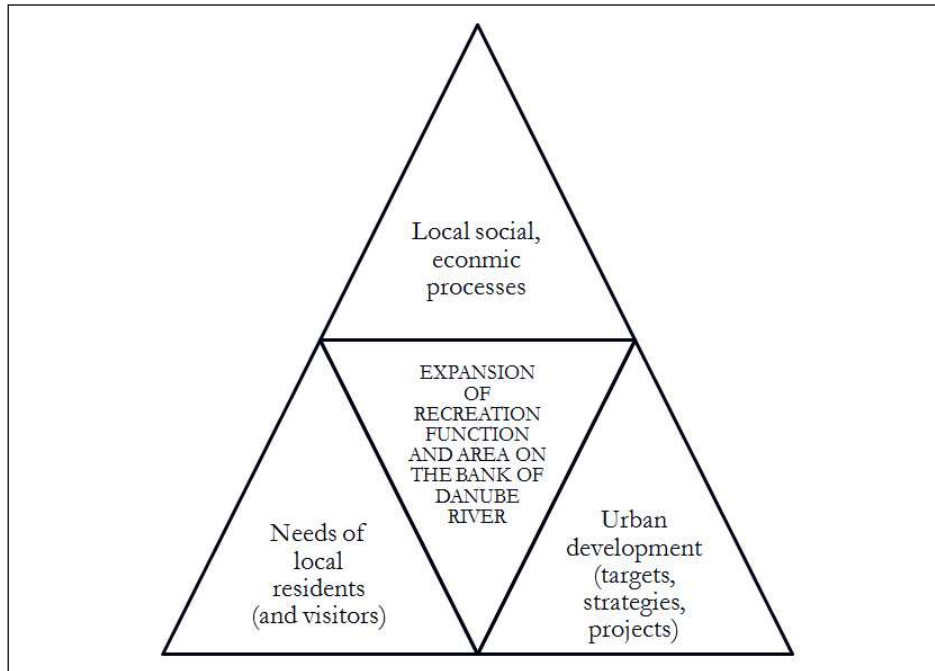 Local social,
econmic
processes
EXPANSION
OF
RECREATION
FUNCTION
AND AREA ON
THE BANK OF
DANUBE
RIVER
Needs of
local
residents
(and visitors)
Urban
development
(targets,
strategies,
projects)